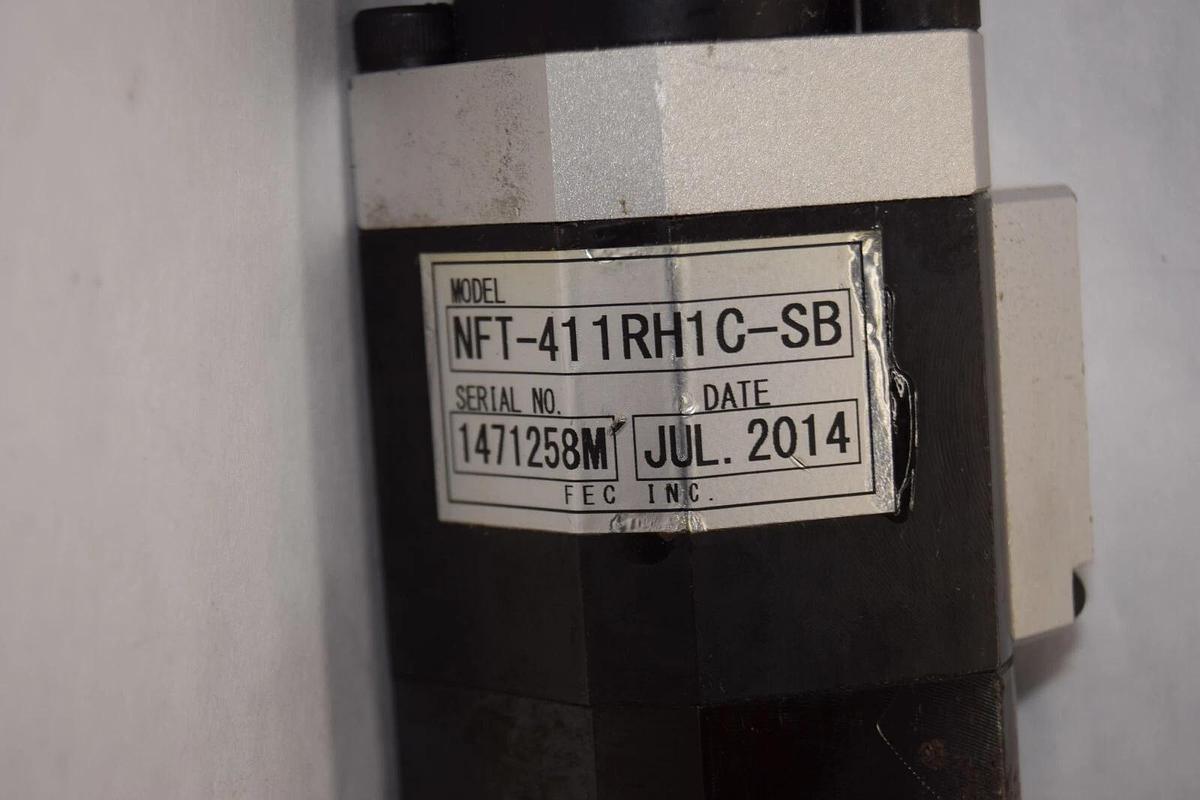 MODEL
NFT-411RH1C-SB
SERIAL NO. DATE
1471258M JUL. 2014
FEC INC.